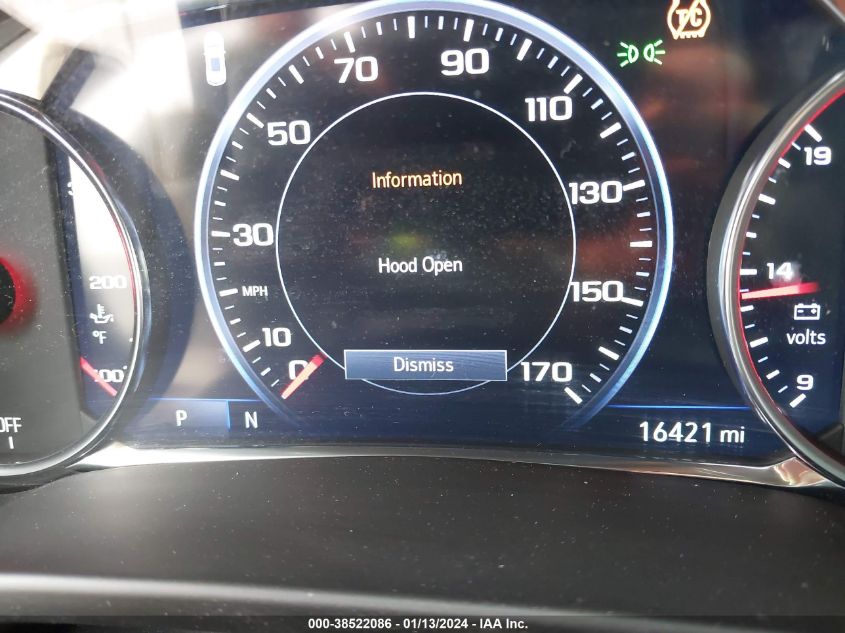 TC
70 90
50 110
Information
130
30
Hood Open
MPH
150
10
0
Dismiss
170
200
°F
100
OFF
P N
16421 mi
19
14
volts
9
000-38522086 - 01/13/2024 - IAA Inc.